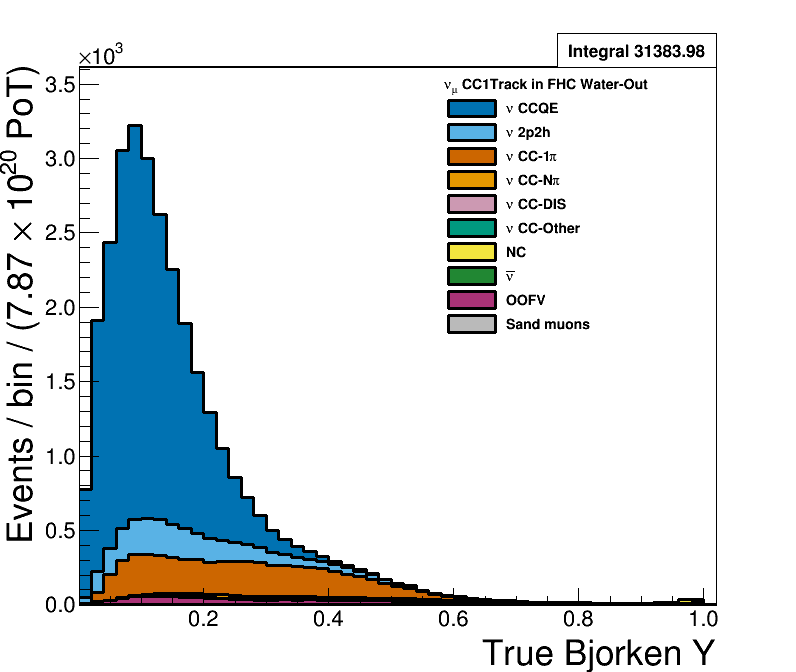 ×10³
Integral 31383.98
ν_μ CC1Track in FHC Water-Out
ν CCQE
ν 2p2h
ν CC-1π
ν CC-Nπ
ν CC-DIS
ν CC-Other
NC
ν̅
OOFV
Sand muons
Events / bin / (7.87 × 10²⁰ PoT)
3.5
3.0
2.5
2.0
1.5
1.0
0.5
0.0
0.2 0.4 0.6 0.8 1.0
True Bjorken Y